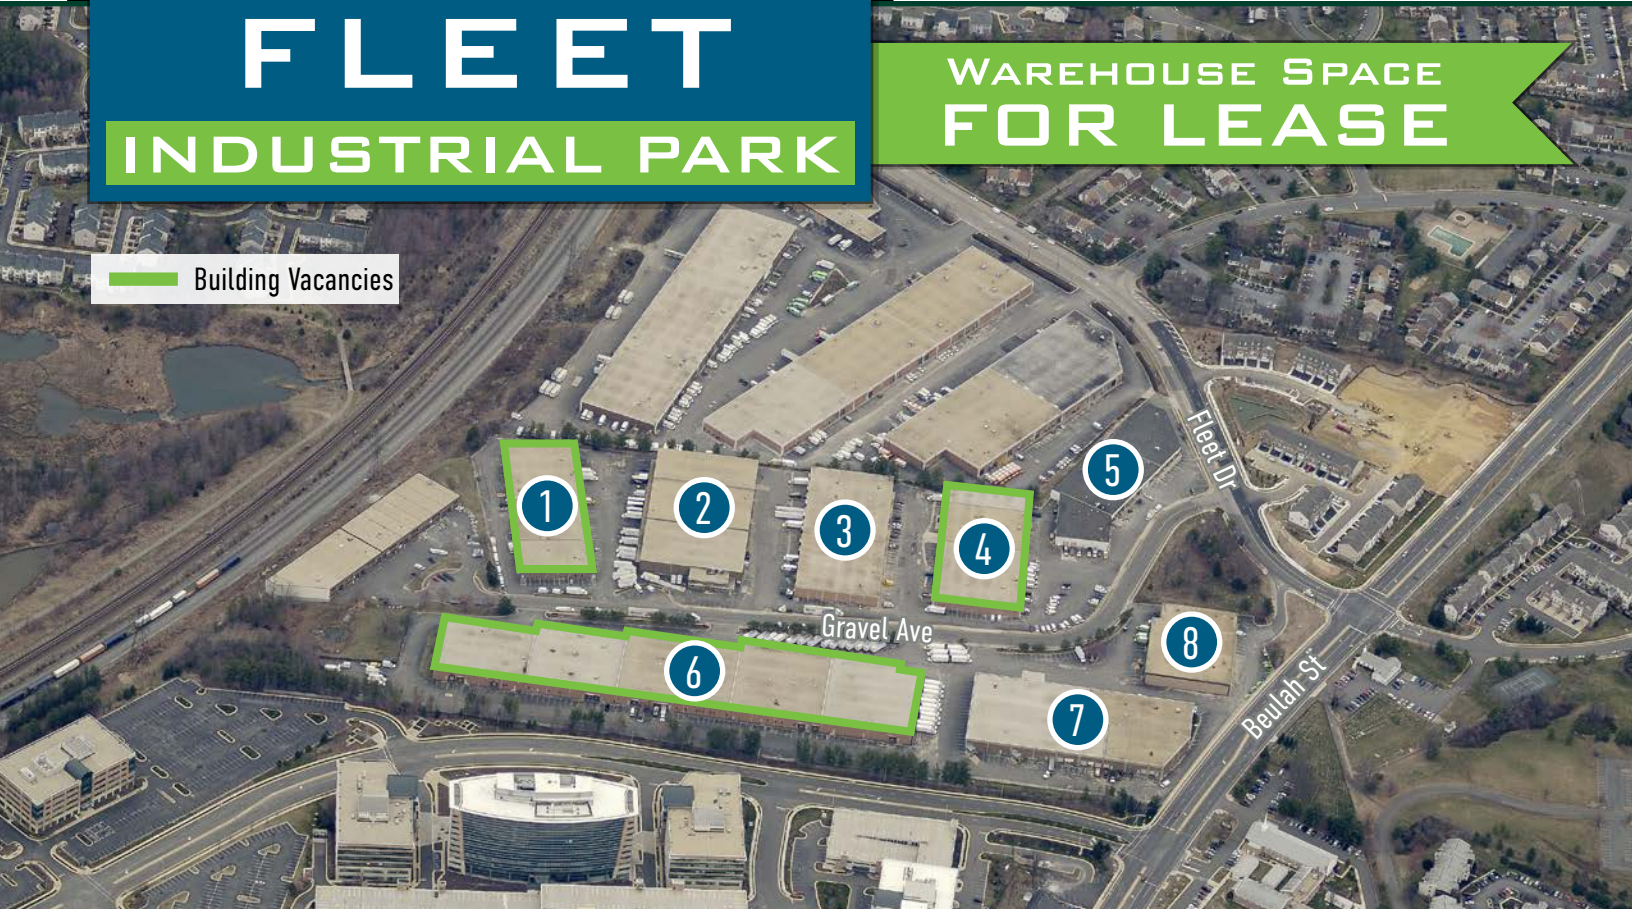 FLEET
INDUSTRIAL PARK
WAREHOUSE SPACE
FOR LEASE
Building Vacancies
1
2
3
4
5
6
7
8
Fleet Dr
Gravel Ave
Beulah St